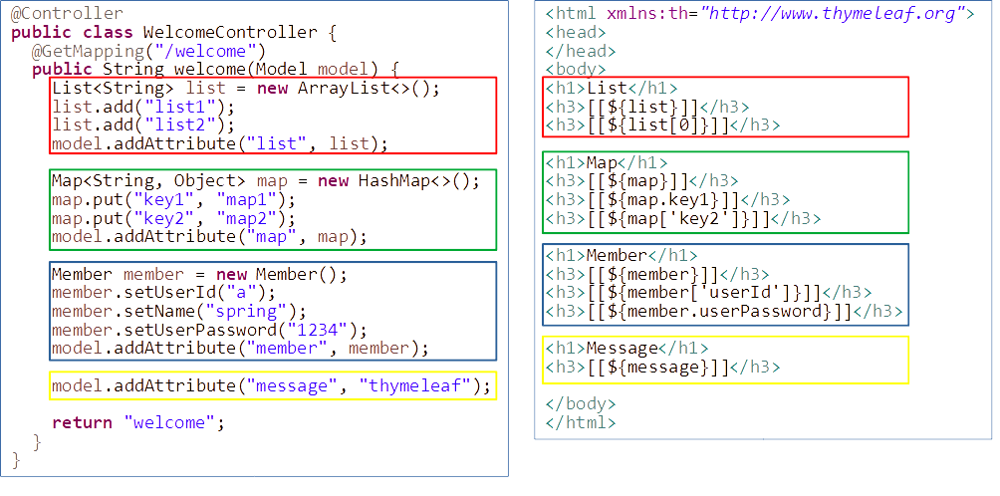 @Controller
public class WelcomeController {
@GetMapping("/welcome")
public String welcome(Model model) {
List<String> list = new ArrayList<>();
list.add("list1");
list.add("list2");
model.addAttribute("list", list);
Map<String, Object> map = new HashMap<>();
map.put("key1", "map1");
map.put("key2", "map2");
model.addAttribute("map", map);
Member member = new Member();
member.setUserId("a");
member.setName("spring");
member.setUserPassword("1234");
model.addAttribute("member", member);
model.addAttribute("message", "thymeleaf");
return "welcome";
}
}
<html xmlns:th="http://www.thymeleaf.org">
<head>
</head>
<body>
<h1>List</h1>
<h3>[[${list}]]</h3>
<h3>[[${list[0]}]]</h3>
<h1>Map</h1>
<h3>[[${map}]]</h3>
<h3>[[${map.key1}]]</h3>
<h3>[[${map['key2']}]]</h3>
<h1>Member</h1>
<h3>[[${member}]]</h3>
<h3>[[${member['userId']}]]</h3>
<h3>[[${member.userPassword}]]</h3>
<h1>Message</h1>
<h3>[[${message}]]</h3>
</body>
</html>